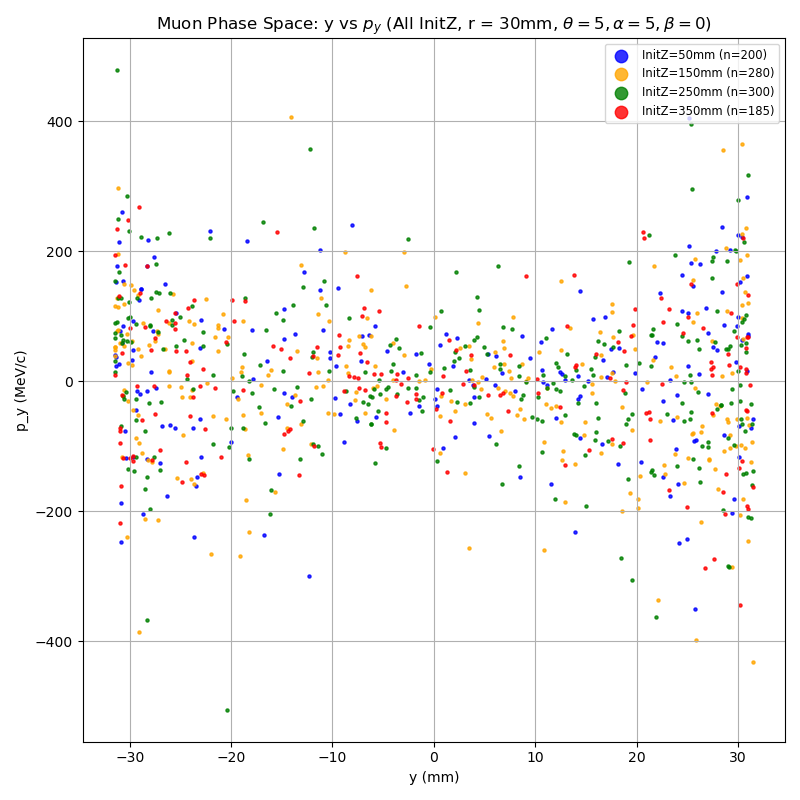 Muon Phase Space: y vs $p_y$ (All InitZ, r = 30mm, θ = 5, α = 5, β = 0)
InitZ=50mm (n=200)
InitZ=150mm (n=280)
InitZ=250mm (n=300)
InitZ=350mm (n=185)
p_y (MeV/c)
400
200
0
−200
−400
−30 −20 −10 0 10 20 30
y (mm)